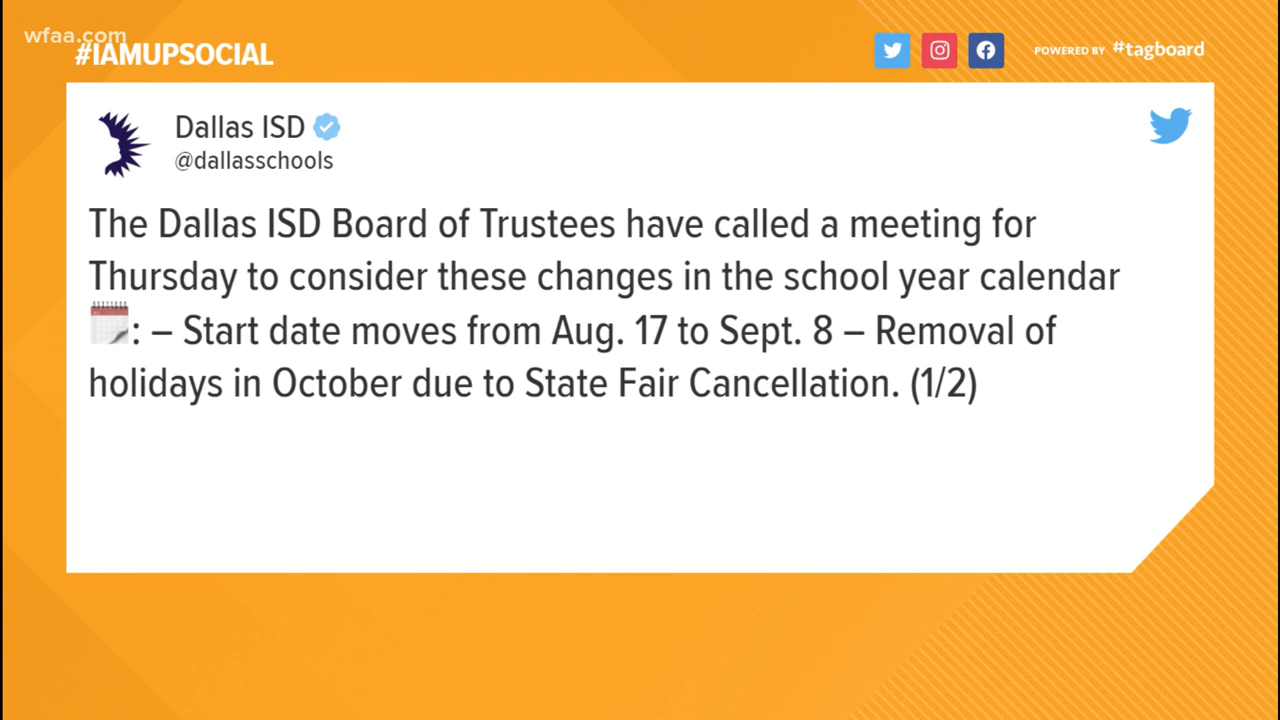 wfaa.com
#IAMUPSOCIAL
POWERED BY #tagboard
Dallas ISD
@dallasschools
The Dallas ISD Board of Trustees have called a meeting for
Thursday to consider these changes in the school year calendar
🗓: – Start date moves from Aug. 17 to Sept. 8 – Removal of
holidays in October due to State Fair Cancellation. (1/2)